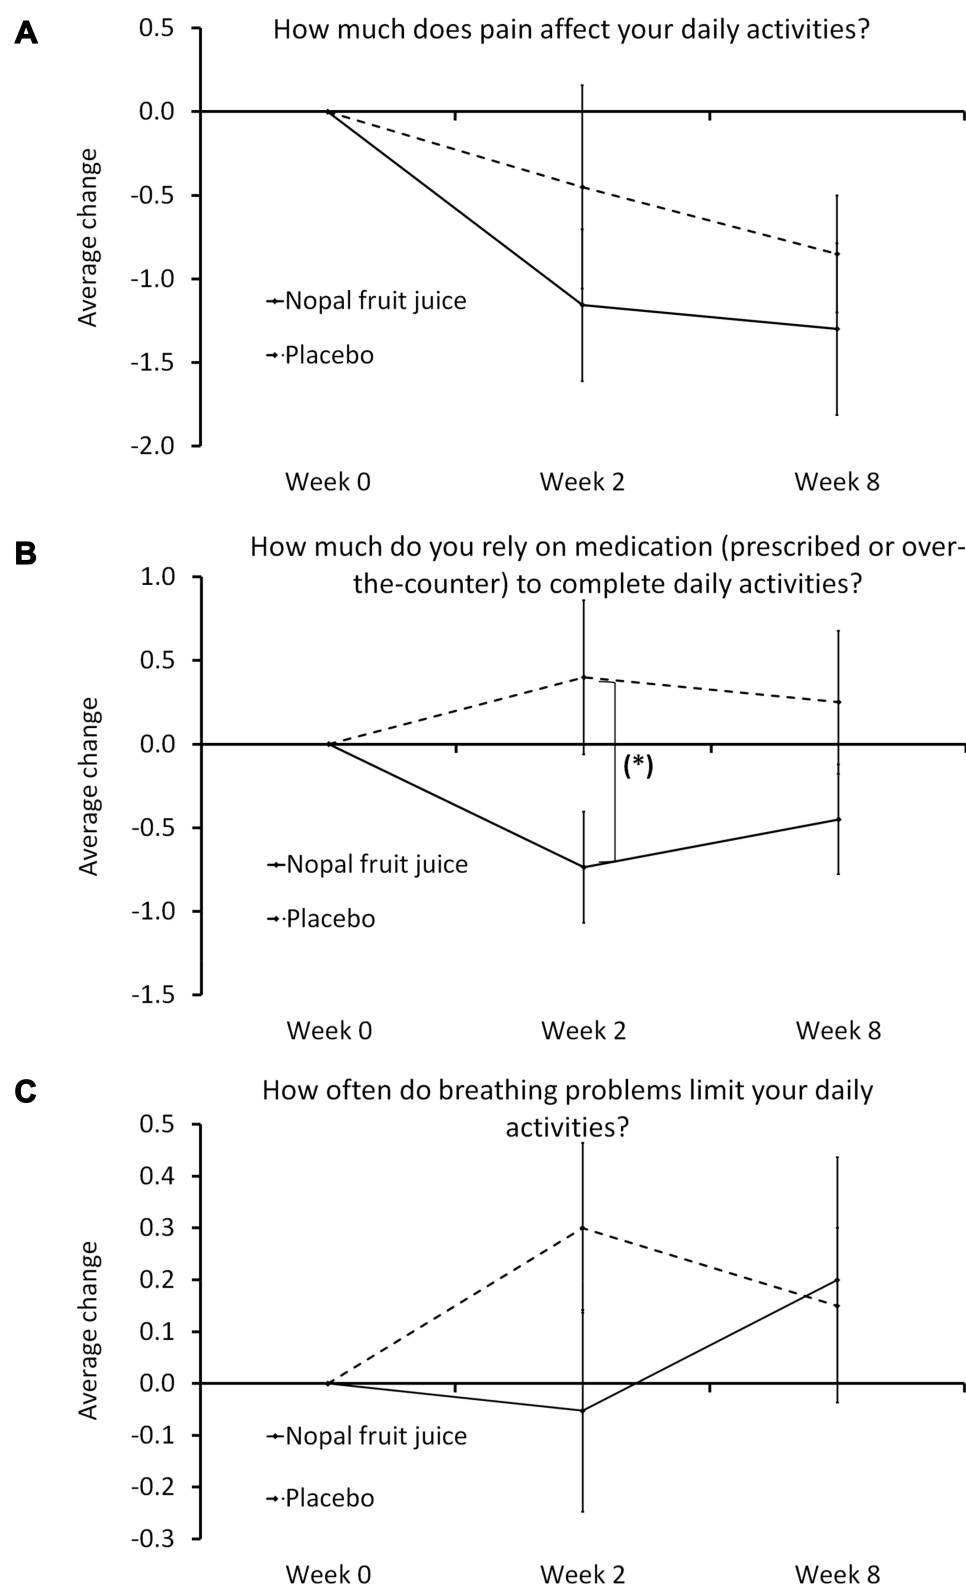 A
How much does pain affect your daily activities?
0.5
0.0
-0.5
-1.0
-1.5
-2.0
Average change
Nopal fruit juice
Placebo
Week 0 Week 2 Week 8
B
How much do you rely on medication (prescribed or over-
the-counter) to complete daily activities?
1.0
0.5
0.0
-0.5
-1.0
-1.5
Average change
(*)
Nopal fruit juice
Placebo
Week 0 Week 2 Week 8
C
How often do breathing problems limit your daily
activities?
0.5
0.4
0.3
0.2
0.1
0.0
-0.1
-0.2
-0.3
Average change
Nopal fruit juice
Placebo
Week 0 Week 2 Week 8